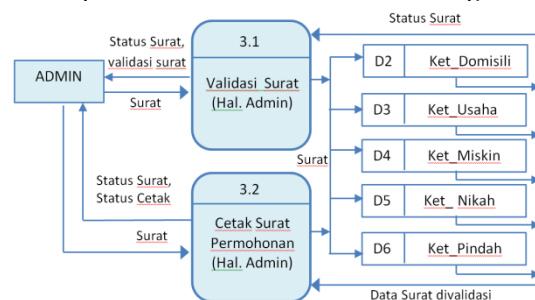 Status Surat
Status Surat,
validasi surat
3.1
ADMIN
Validasi Surat
(Hal. Admin)
Surat
D2 Ket_Domisili
D3 Ket_Usaha
Surat
D4 Ket_Miskin
Status Surat,
Status Cetak
3.2
D5 Ket_ Nikah
Surat
Cetak Surat
Permohonan
(Hal. Admin)
D6 Ket_Pindah
Data Surat divalidasi